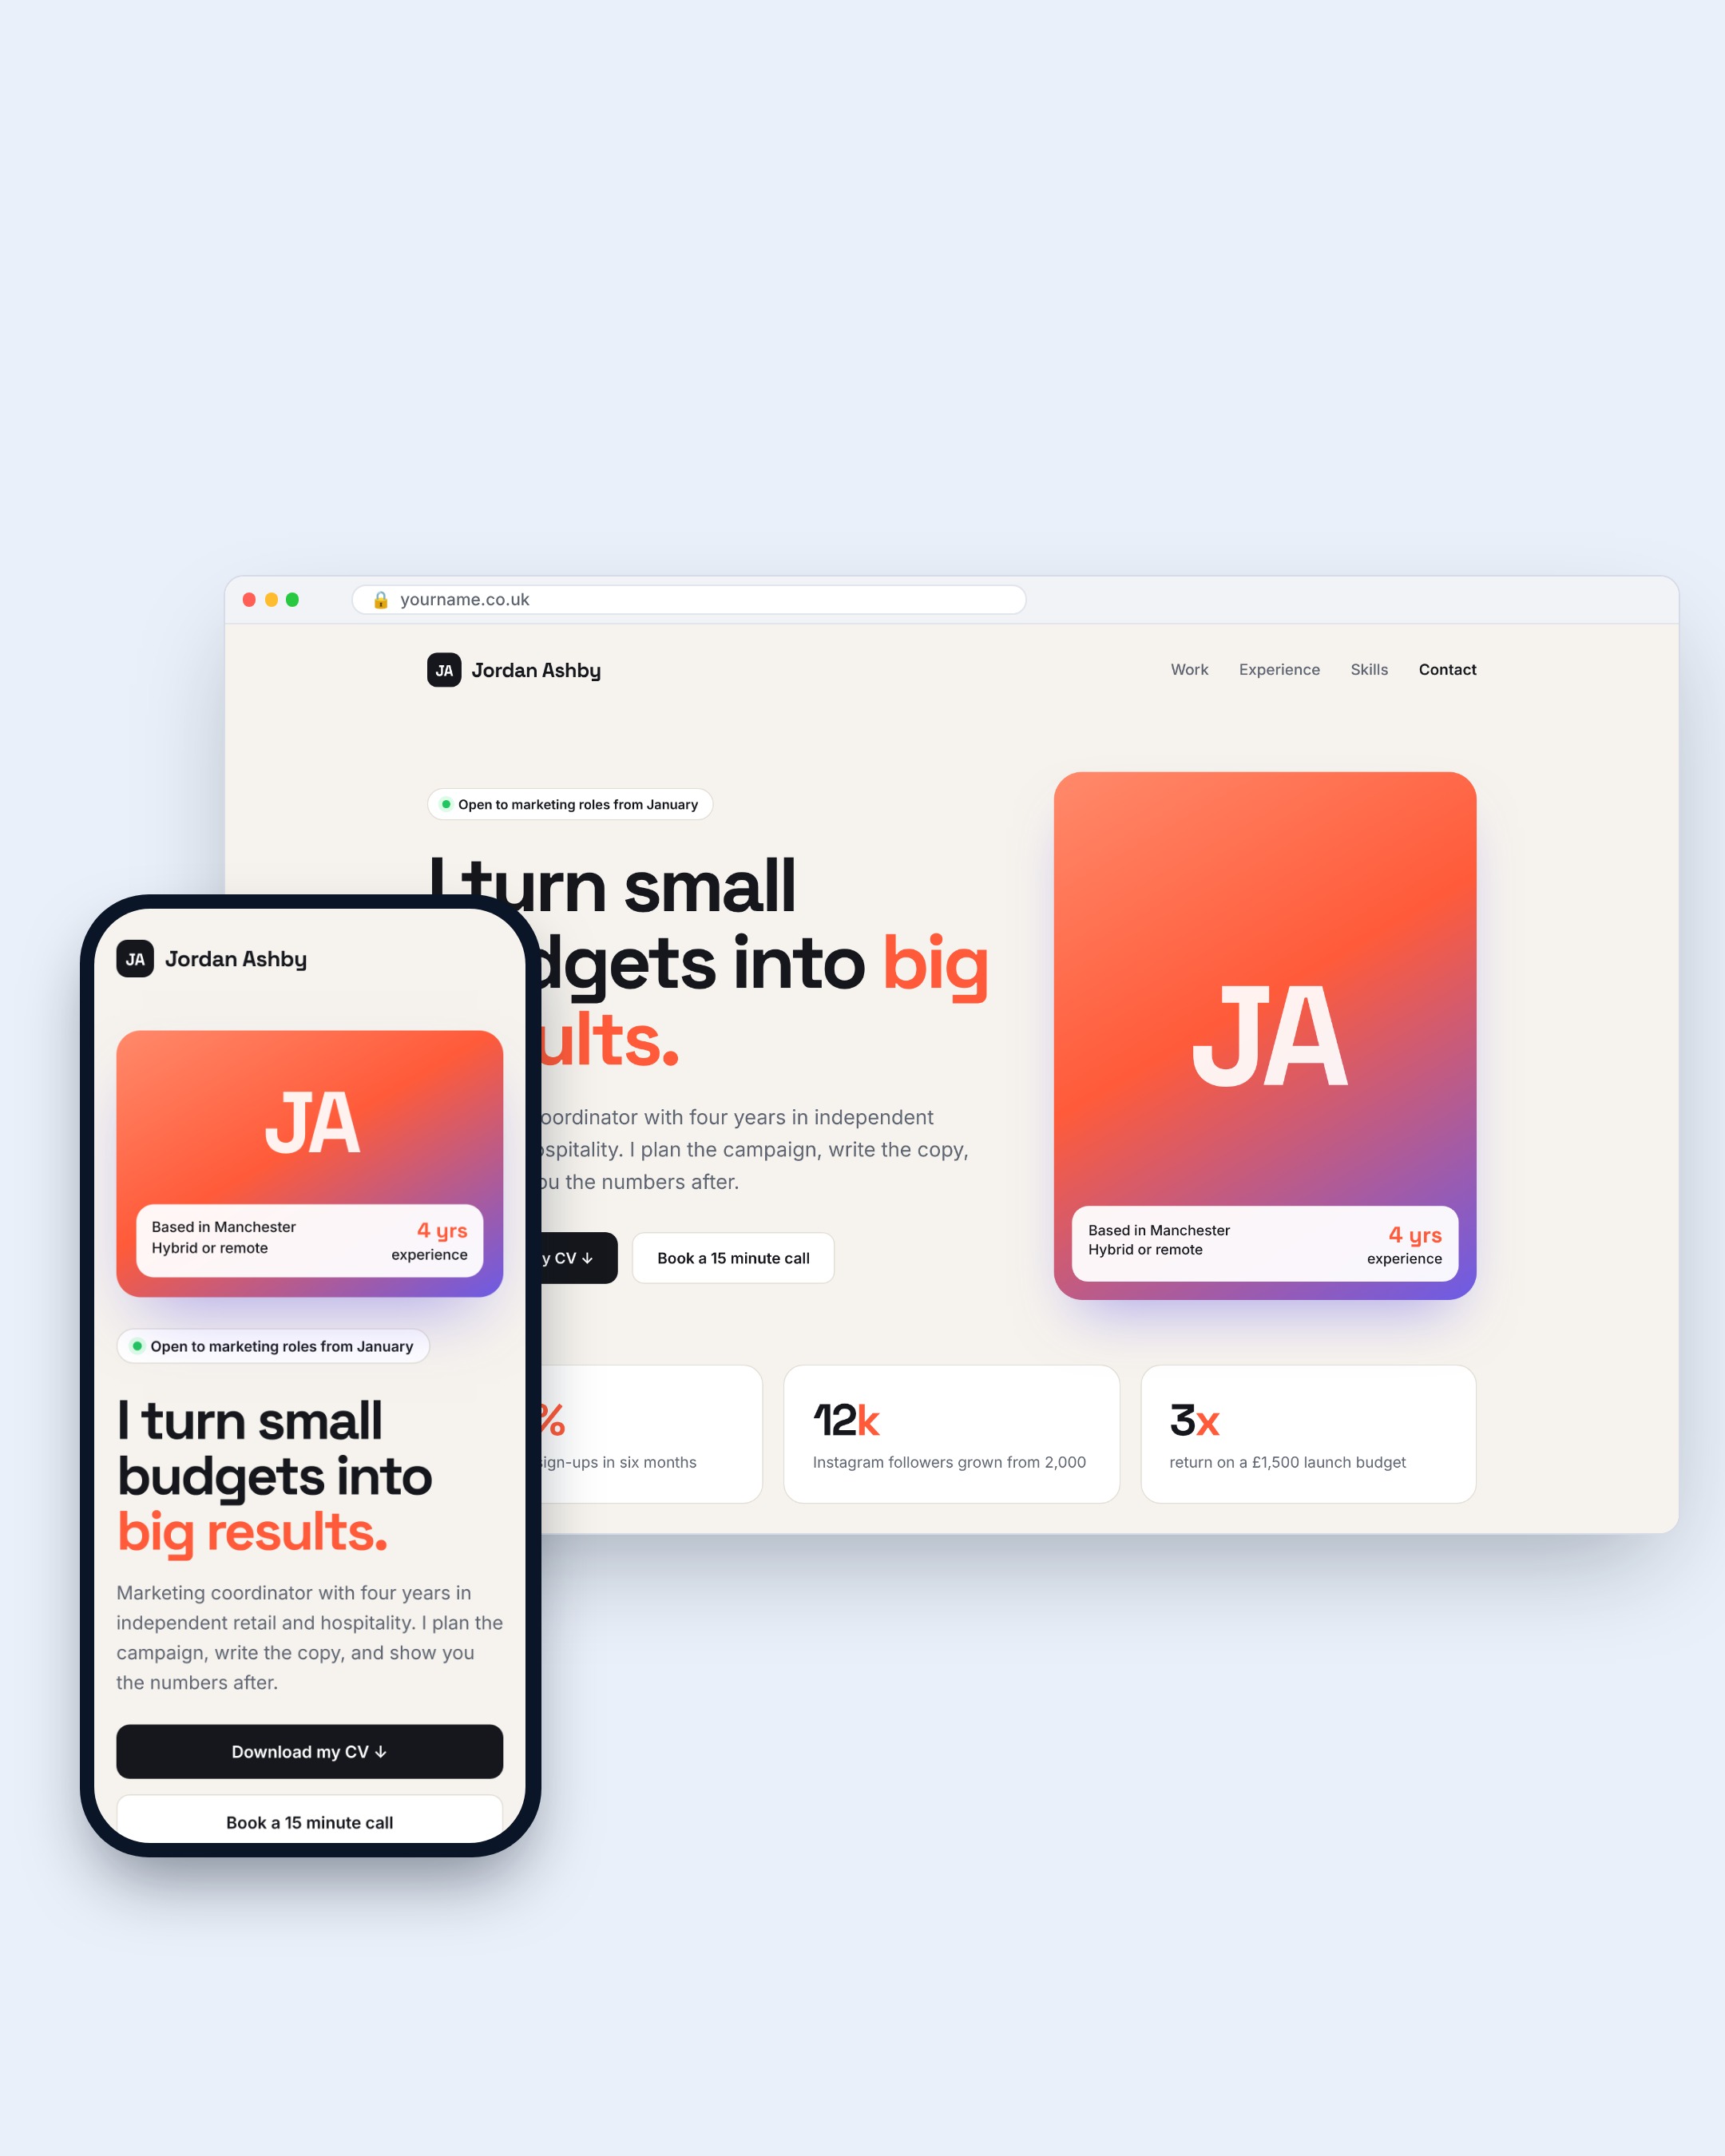 yourname.co.uk
JA Jordan Ashby
Work Experience Skills Contact
Open to marketing roles from January
I turn small
into big
coordinator with four years in independent
hospitality. I plan the campaign, write the copy,
you the numbers after.
my CV ↓
Book a 15 minute call
JA
Based in Manchester
Hybrid or remote
4 yrs
experience
%
sign-ups in six months
12k
Instagram followers grown from 2,000
3x
return on a £1,500 launch budget
JA Jordan Ashby
JA
Based in Manchester
Hybrid or remote
4 yrs
experience
Open to marketing roles from January
I turn small
budgets into
big results.
Marketing coordinator with four years in
independent retail and hospitality. I plan the
campaign, write the copy, and show you
the numbers after.
Download my CV ↓
Book a 15 minute call